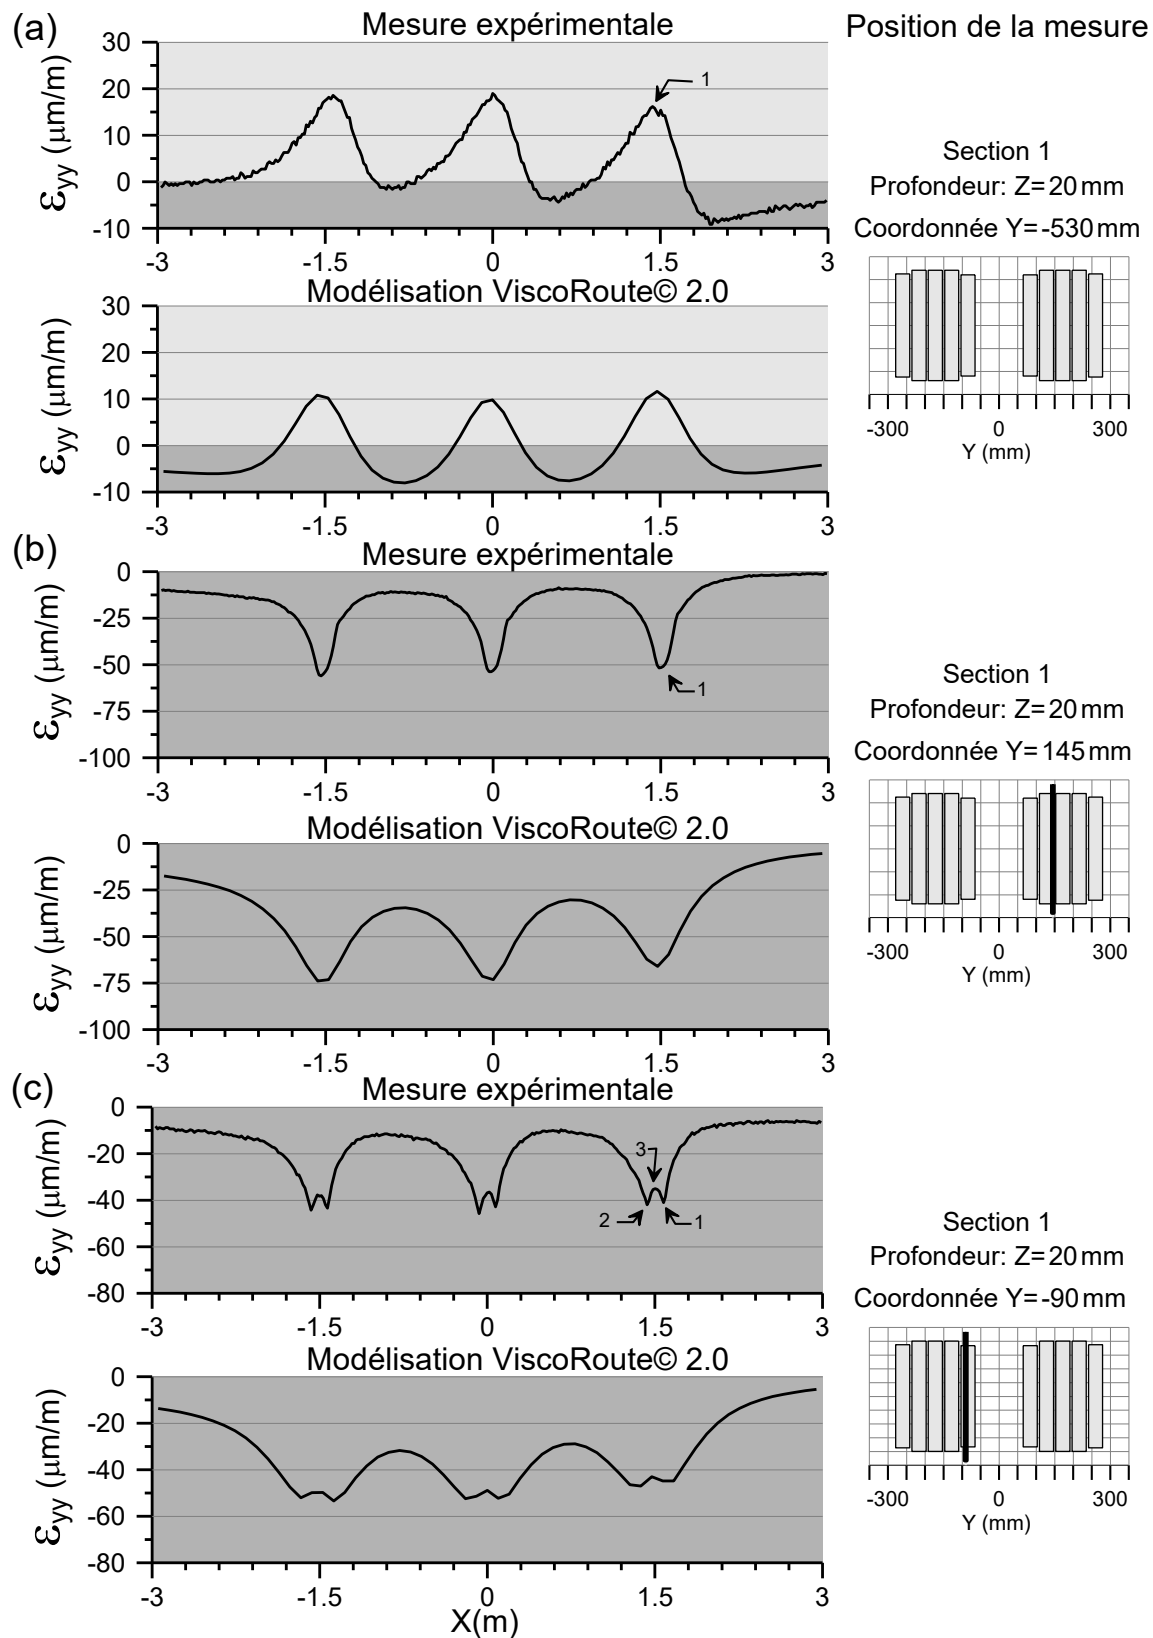 (a)
Mesure expérimentale
Position de la mesure
30
20
10
0
-10
εyy (μm/m)
1
-3 -1.5 0 1.5 3
Section 1
Profondeur: Z=20mm
Coordonnée Y=-530mm
-300 0 300
Y (mm)
Modélisation ViscoRoute© 2.0
30
20
10
0
-10
εyy (μm/m)
-3 -1.5 0 1.5 3
(b)
Mesure expérimentale
0
-25
-50
-75
-100
εyy (μm/m)
1
-3 -1.5 0 1.5 3
Section 1
Profondeur: Z=20mm
Coordonnée Y=145mm
-300 0 300
Y (mm)
Modélisation ViscoRoute© 2.0
0
-25
-50
-75
-100
εyy (μm/m)
-3 -1.5 0 1.5 3
(c)
Mesure expérimentale
0
-20
-40
-60
-80
εyy (μm/m)
3
2
1
-3 -1.5 0 1.5 3
Section 1
Profondeur: Z=20mm
Coordonnée Y=-90mm
-300 0 300
Y (mm)
Modélisation ViscoRoute© 2.0
0
-20
-40
-60
-80
εyy (μm/m)
-3 -1.5 0 1.5 3
X(m)